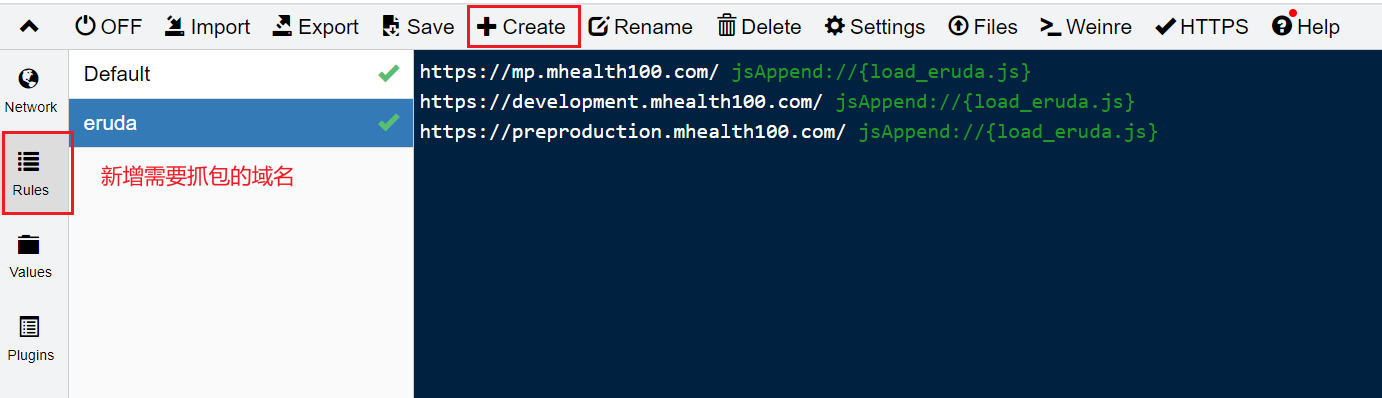 OFF Import Export Save Create Rename Delete Settings Files Weinre HTTPS Help
Network
Rules
Values
Plugins
Default
eruda
新增需要抓包的域名
https://mp.mhealth100.com/ jsAppend://{load_eruda.js}
https://development.mhealth100.com/ jsAppend://{load_eruda.js}
https://preproduction.mhealth100.com/ jsAppend://{load_eruda.js}